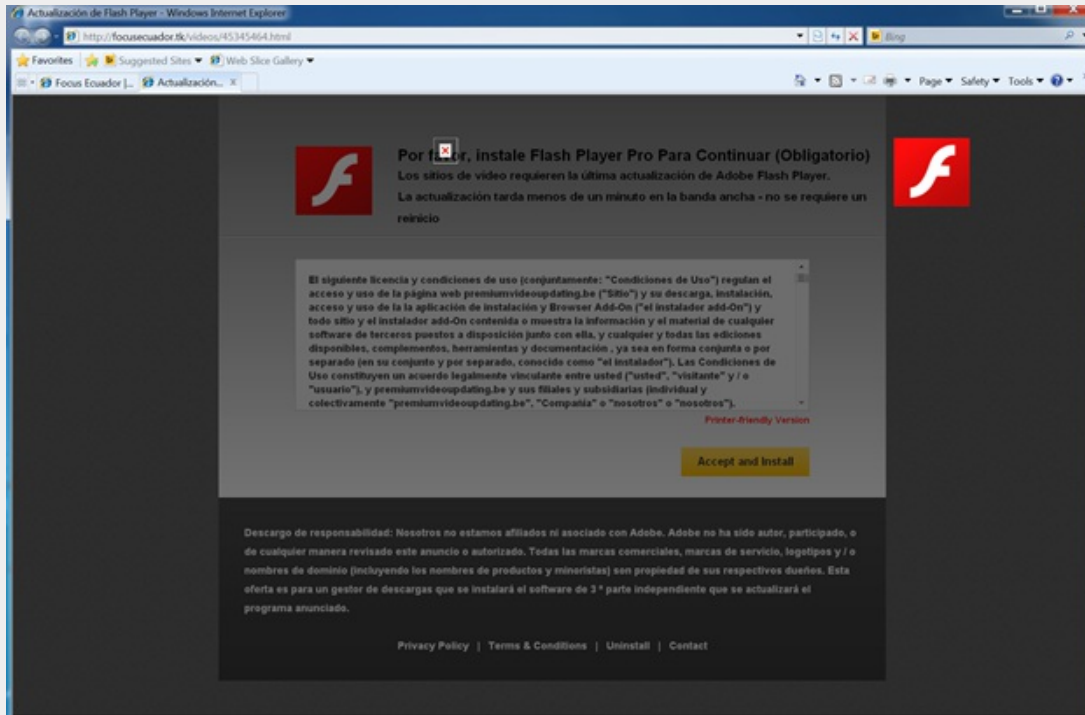 Actualización de Flash Player - Windows Internet Explorer
http://focusecuador.tk/videos/45345464.html
Bing
Favorites Suggested Sites Web Slice Gallery
Focus Ecuador |... Actualización... X
Page Safety Tools
Por favor, instale Flash Player Pro Para Continuar (Obligatorio)
Los sitios de video requieren la última actualización de Adobe Flash Player.
La actualización tarda menos de un minuto en la banda ancha - no se requiere un
reinicio
El siguiente licencia y condiciones de uso (conjuntamente: "Condiciones de Uso") regulan el
acceso y uso de la página web premiumvideoupdating.be ("Sitio") y su descarga, instalación,
acceso y uso de la la aplicación de instalación y Browser Add-On ("el instalador add-On") y
todo sitio y el instalador add-On contenida o muestra la información y el material de cualquier
software de terceros puestos a disposición junto con ella, y cualquier y todas las ediciones
disponibles, complementos, herramientas y documentación , ya sea en forma conjunta o por
separado (en su conjunto y por separado, conocido como "el instalador"). Las Condiciones de
Uso constituyen un acuerdo legalmente vinculante entre usted ("usted", "visitante" y / o
"usuario"), y premiumvideoupdating.be y sus filiales y subsidiarias (individual y
colectivamente "premiumvideoupdating.be", "Compañía" o "nosotros" o "nosotros").
Printer-friendly Version
Accept and Install
Descargo de responsabilidad: Nosotros no estamos afiliados ni asociado con Adobe. Adobe no ha sido autor, participado, o
de cualquier manera revisado este anuncio o autorizado. Todas las marcas comerciales, marcas de servicio, logotipos y / o
nombres de dominio (incluyendo los nombres de productos y minoristas) son propiedad de sus respectivos dueños. Esta
oferta es para un gestor de descargas que se instalará el software de 3 ª parte independiente que se actualizará el
programa anunciado.
Privacy Policy | Terms & Conditions | Uninstall | Contact